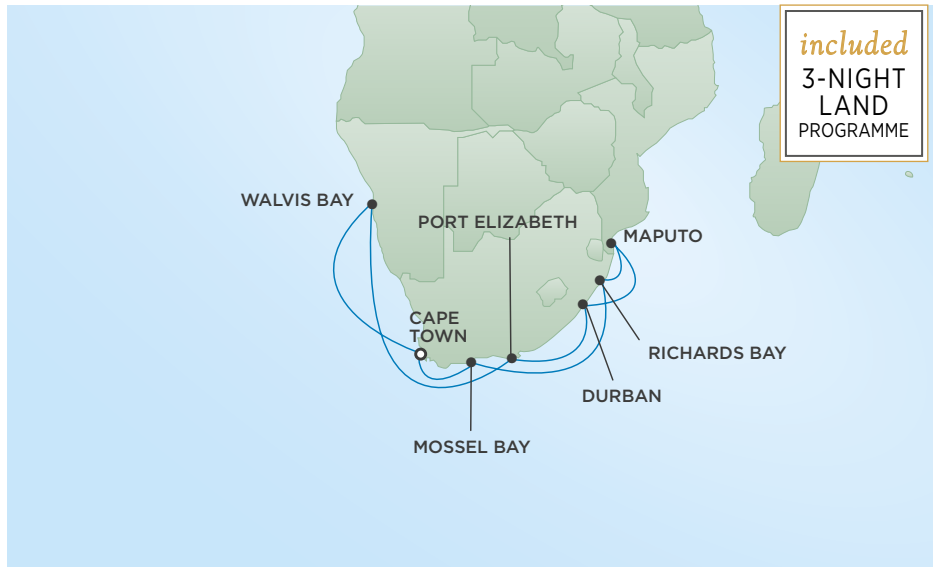 included
3-NIGHT
LAND
PROGRAMME
WALVIS BAY
PORT ELIZABETH
MAPUTO
CAPE
TOWN
RICHARDS BAY
DURBAN
MOSSEL BAY